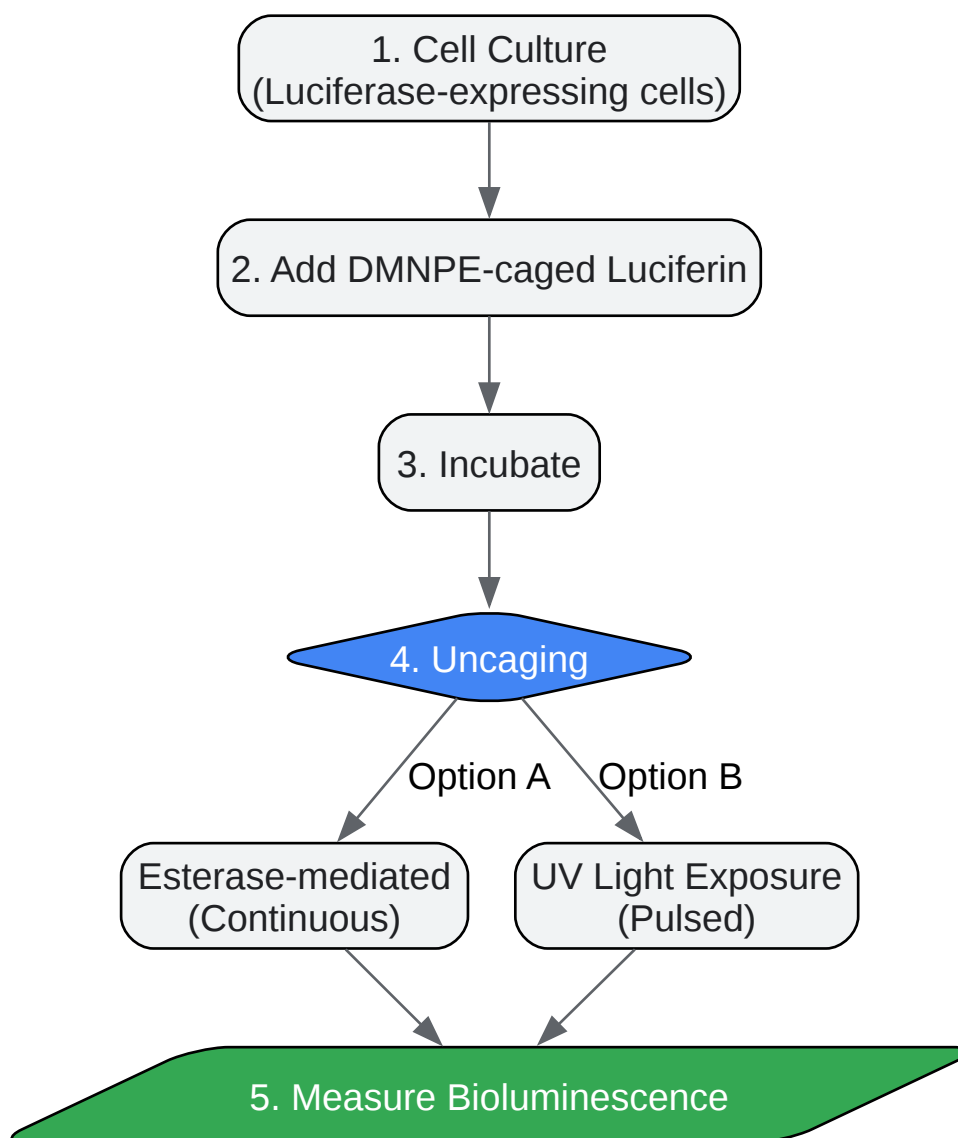 1. Cell Culture
(Luciferase-expressing cells)
2. Add DMNPE-caged Luciferin
3. Incubate
4. Uncaging
Option A
Option B
Esterase-mediated
(Continuous)
UV Light Exposure
(Pulsed)
5. Measure Bioluminescence